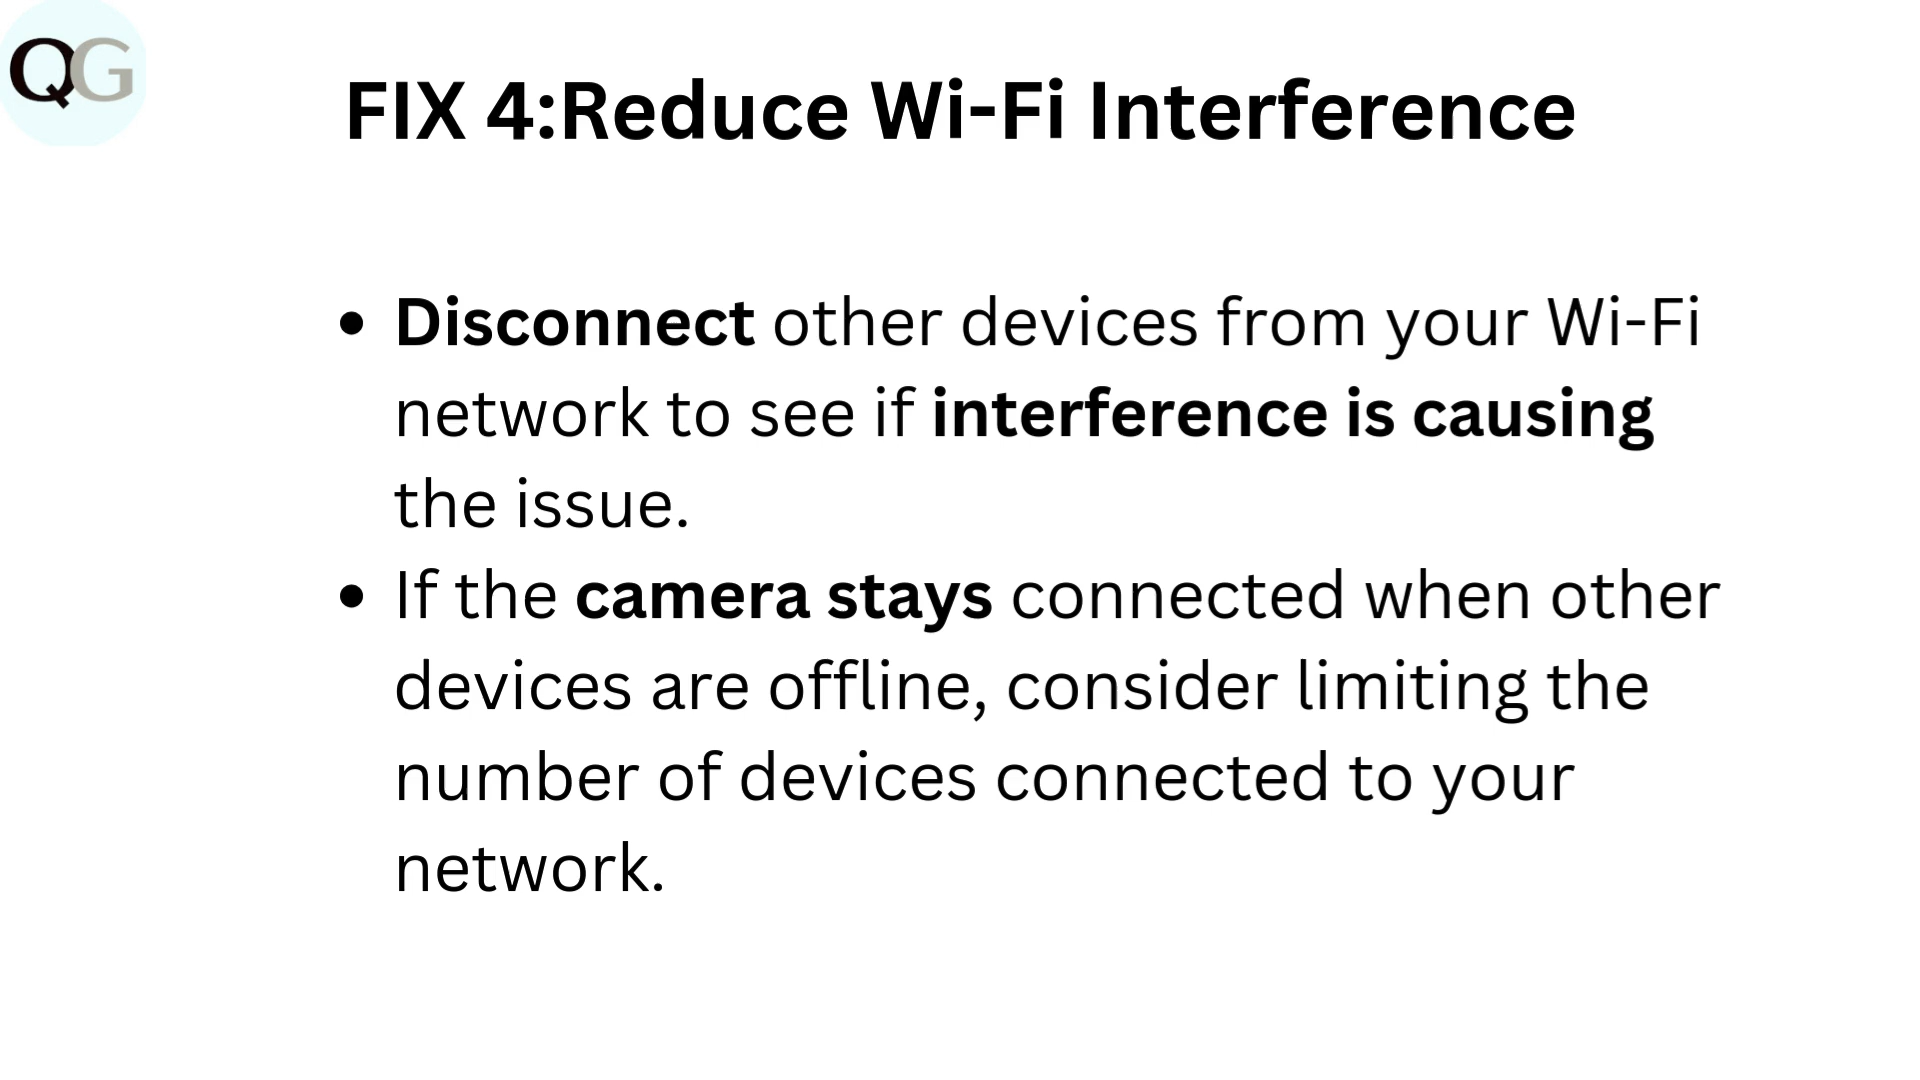 QG
FIX 4:Reduce Wi-Fi Interference
• Disconnect other devices from your Wi-Fi
network to see if interference is causing
the issue.
• If the camera stays connected when other
devices are offline, consider limiting the
number of devices connected to your
network.